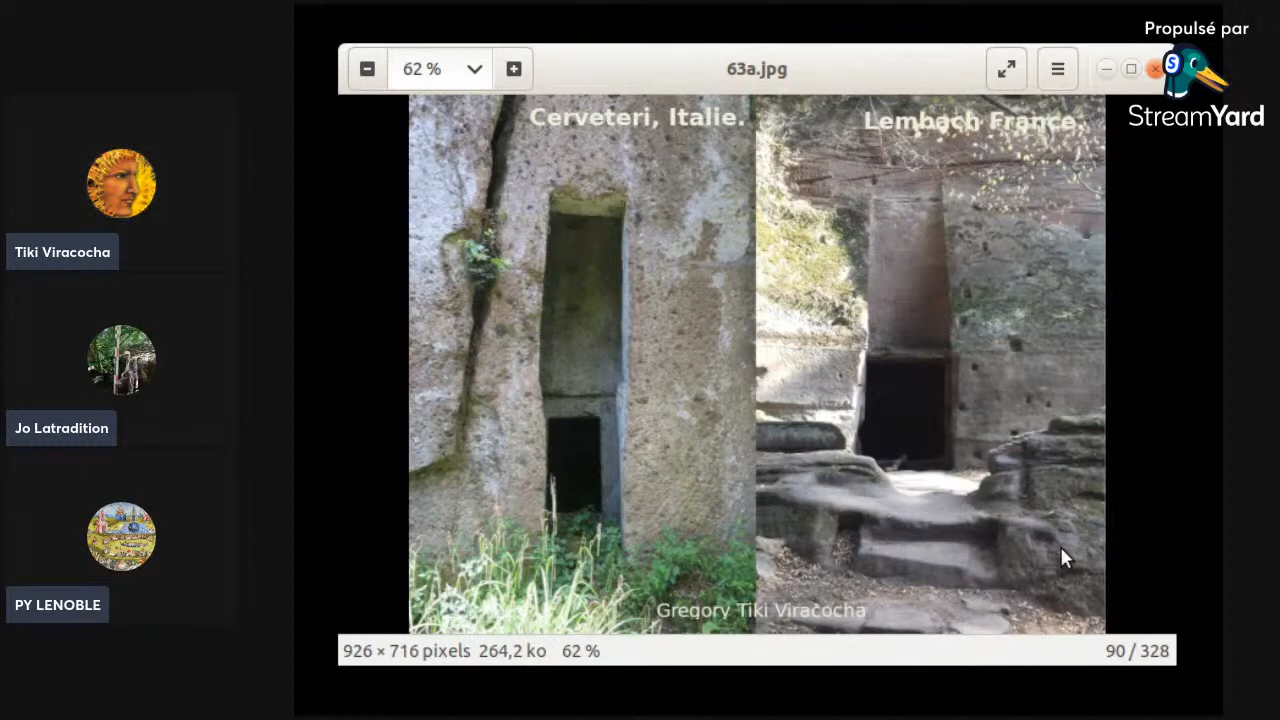 Propulsé par
StreamYard
62 %
63a.jpg
Cerveteri, Italie.
Lembach France.
Tiki Viracocha
Jo Latradition
PY LENOBLE
Gregory Tiki Viracocha
926 × 716 pixels 264,2 ko 62 %
90 / 328